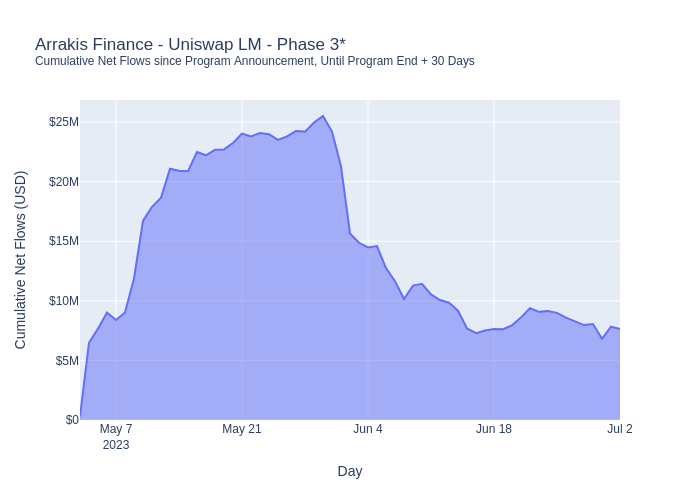 Arrakis Finance - Uniswap LM - Phase 3*
Cumulative Net Flows since Program Announcement, Until Program End + 30 Days
Cumulative Net Flows (USD)
$25M
$20M
$15M
$10M
$5M
$0
May 7
2023
May 21
Jun 4
Jun 18
Jul 2
Day